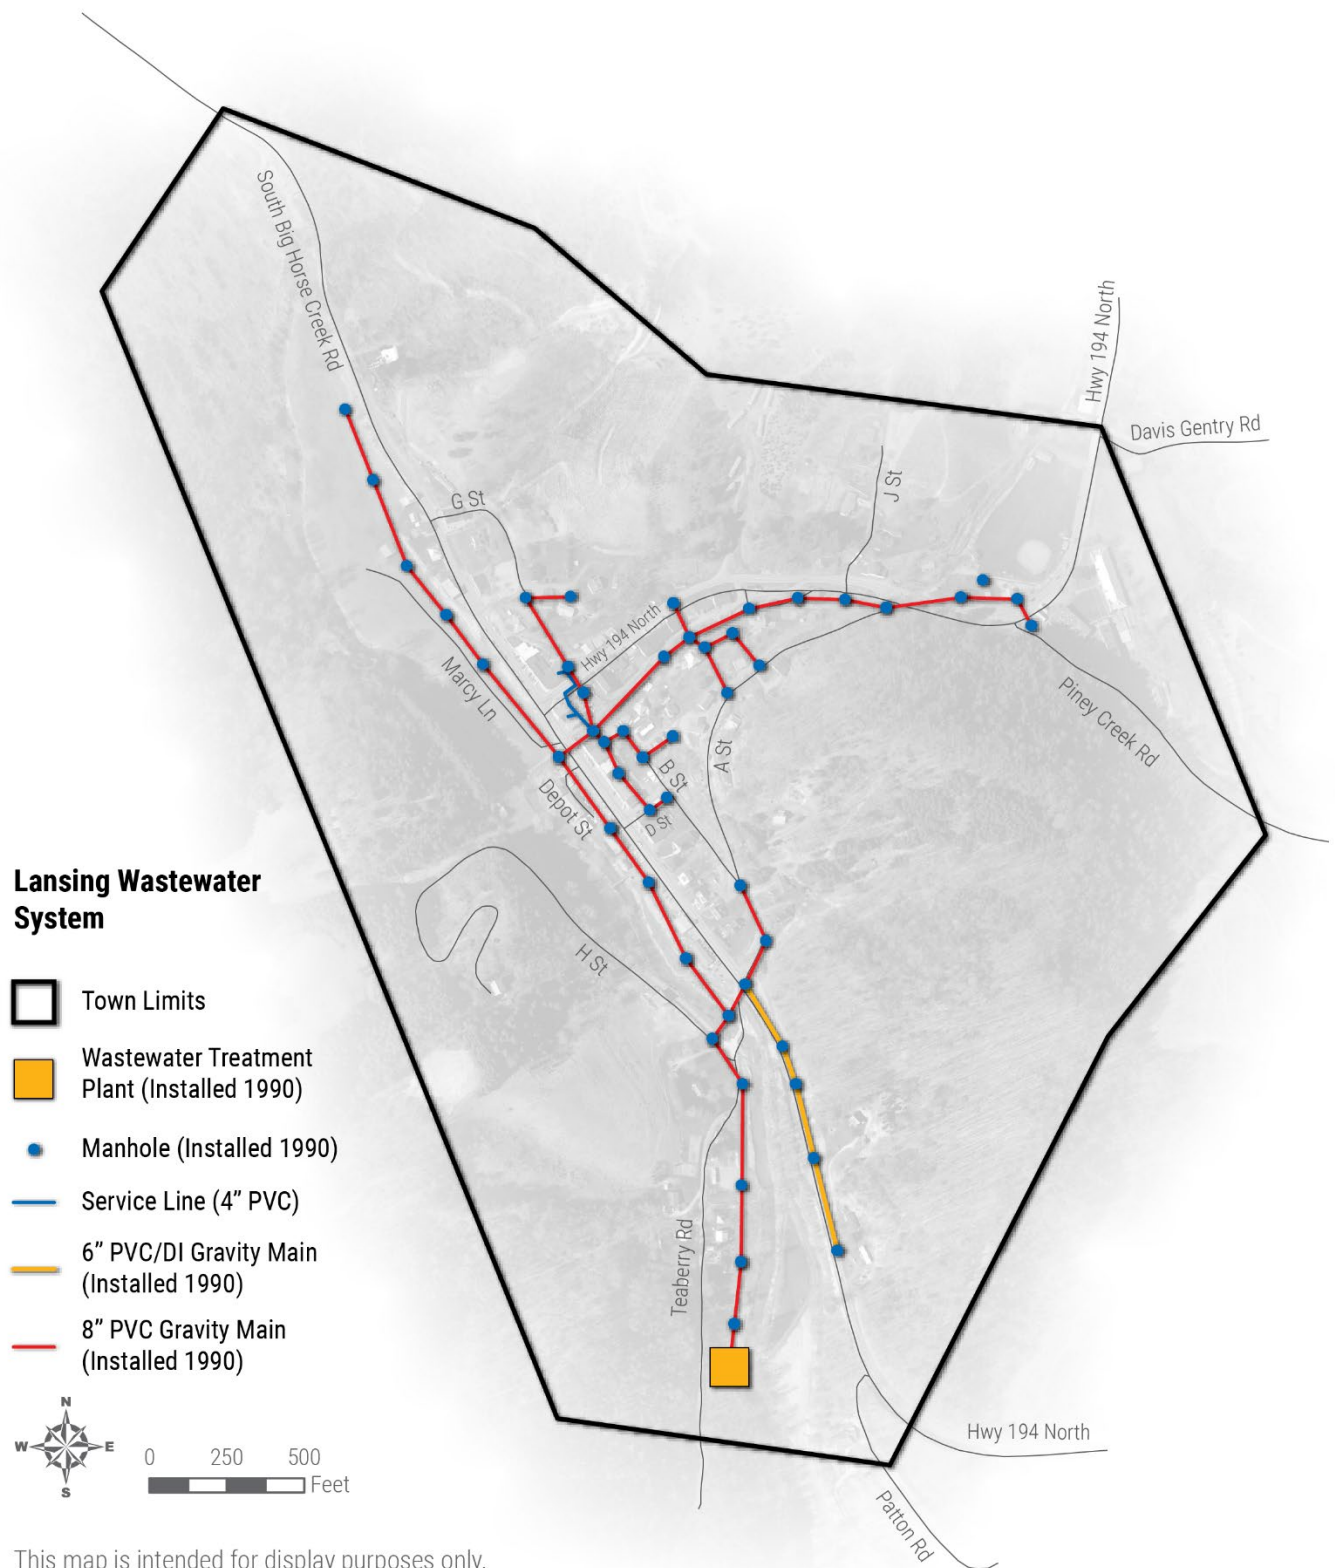 South Big Horse Creek Rd
Hwy 194 North
Davis Gentry Rd
J St
G St
Hwy 194 North
Marcy Ln
Piney Creek Rd
A St
B St
Depot St
D St
H St
Lansing Wastewater
System
Town Limits
Wastewater Treatment
Plant (Installed 1990)
Manhole (Installed 1990)
Service Line (4” PVC)
6” PVC/DI Gravity Main
(Installed 1990)
8” PVC Gravity Main
(Installed 1990)
Teaberry Rd
N
W E
S
0 250 500
Feet
Hwy 194 North
Patton Rd
This map is intended for display purposes only.